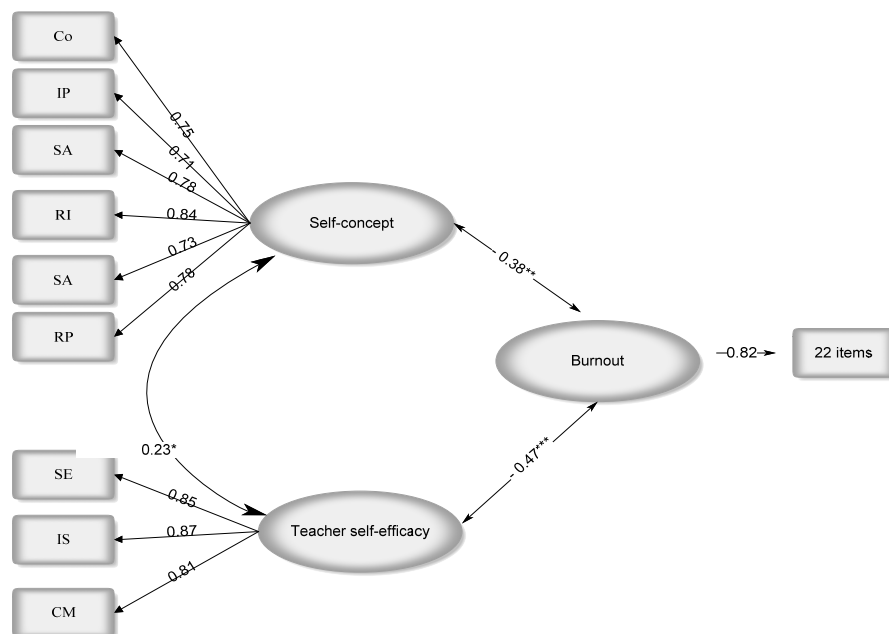 Co
IP
SA
RI
SA
RP
0.75
0.71
0.78
0.84
0.73
0.78
Self-concept
- 0.38**
Burnout
0.82
22 items
0.23*
- 0.47***
SE
IS
CM
0.85
0.87
0.81
Teacher self-efficacy